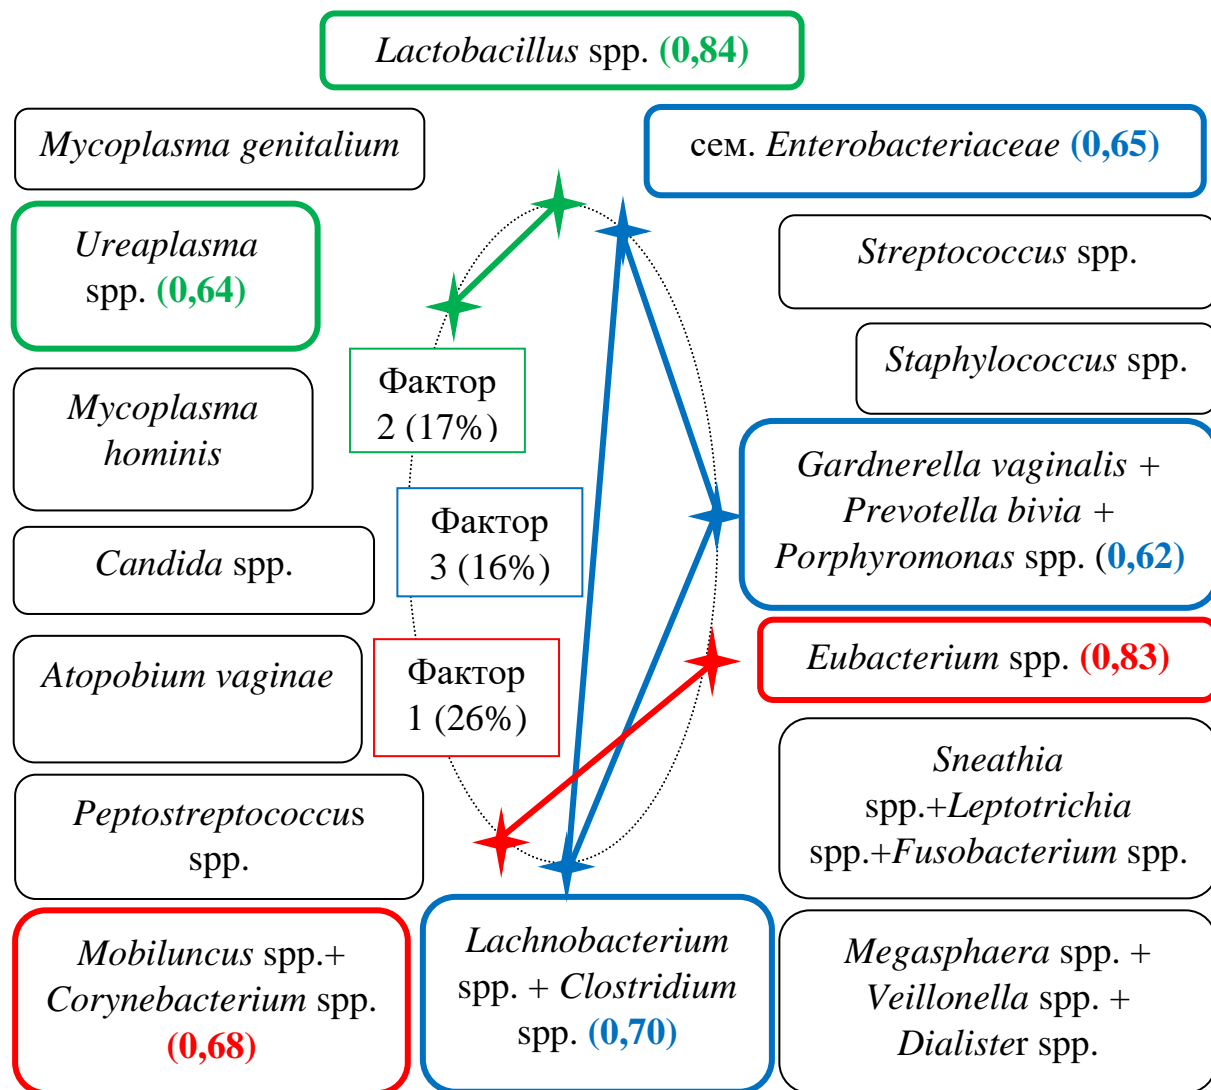 Lactobacillus spp. (0,84)
Mycoplasma genitalium
сем. Enterobacteriaceae (0,65)
Ureaplasma
spp. (0,64)
Streptococcus spp.
Staphylococcus spp.
Фактор
2 (17%)
Mycoplasma
hominis
Gardnerella vaginalis +
Prevotella bivia +
Porphyromonas spp. (0,62)
Фактор
3 (16%)
Candida spp.
Eubacterium spp. (0,83)
Atopobium vaginae
Фактор
1 (26%)
Sneathia
spp.+Leptotrichia
spp.+Fusobacterium spp.
Peptostreptococcus
spp.
Mobiluncus spp.+
Corynebacterium spp.
(0,68)
Lachnobacterium
spp. + Clostridium
spp. (0,70)
Megasphaera spp. +
Veillonella spp. +
Dialister spp.